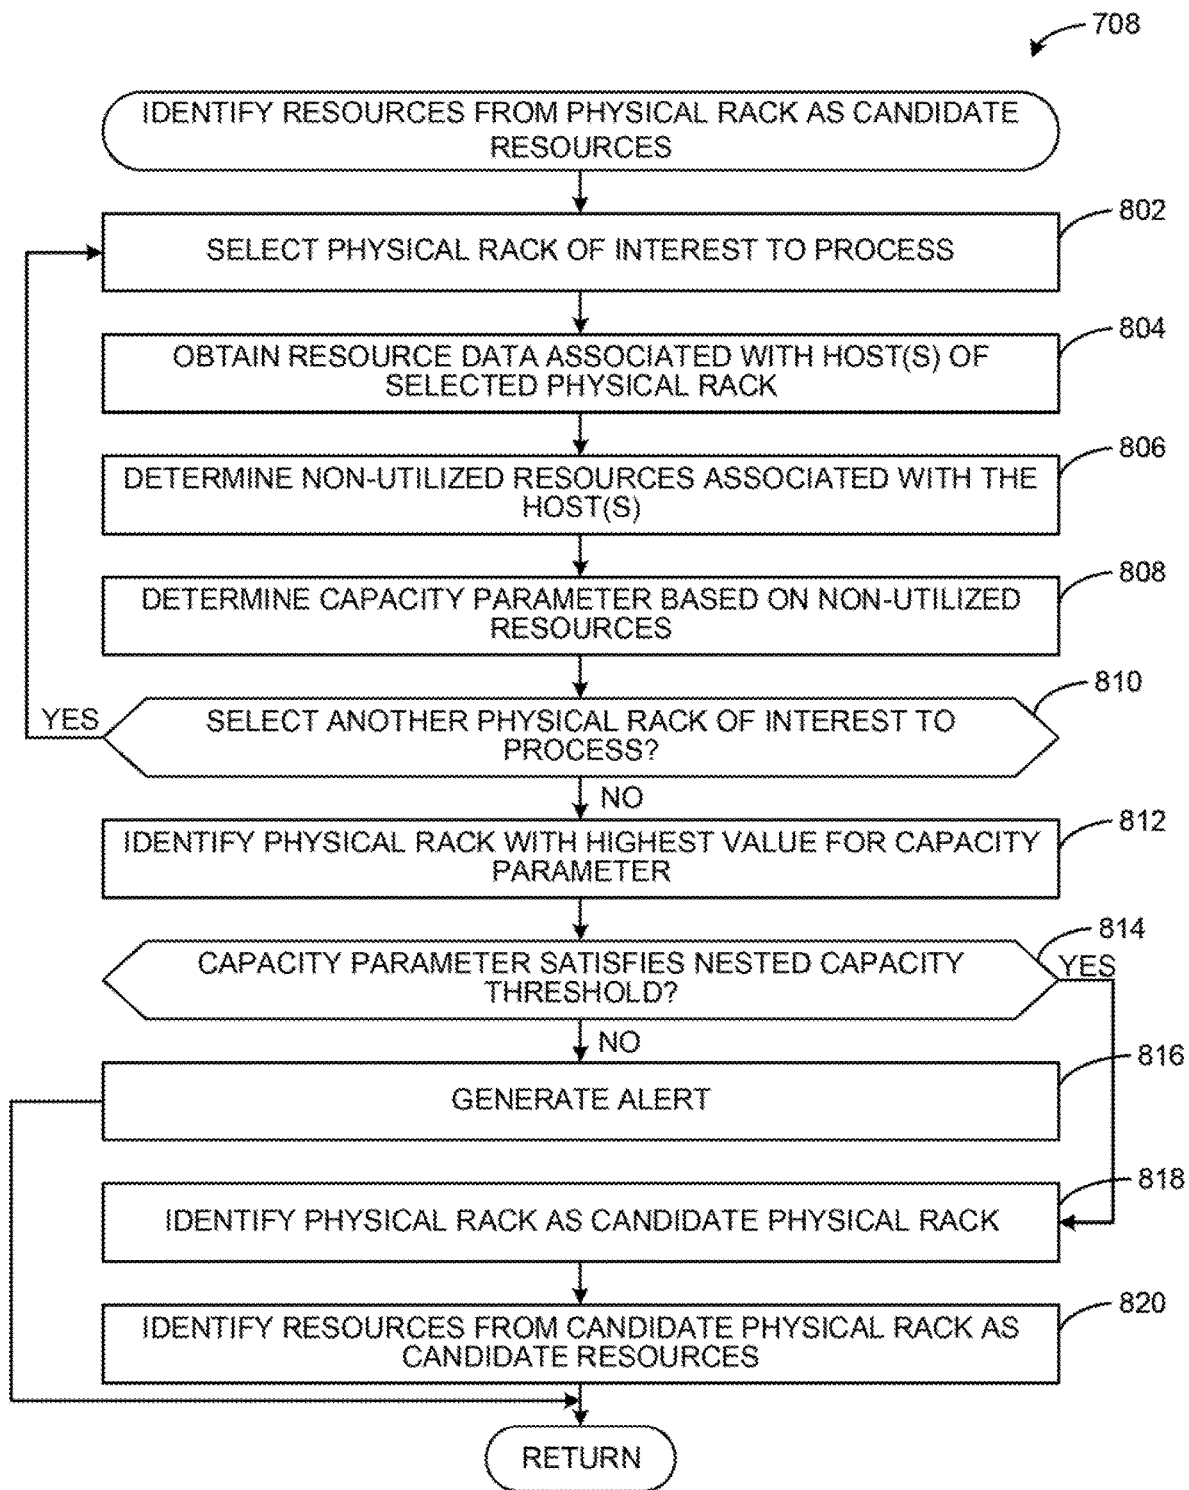 708
IDENTIFY RESOURCES FROM PHYSICAL RACK AS CANDIDATE
RESOURCES
802
SELECT PHYSICAL RACK OF INTEREST TO PROCESS
804
OBTAIN RESOURCE DATA ASSOCIATED WITH HOST(S) OF
SELECTED PHYSICAL RACK
806
DETERMINE NON-UTILIZED RESOURCES ASSOCIATED WITH THE
HOST(S)
808
DETERMINE CAPACITY PARAMETER BASED ON NON-UTILIZED
RESOURCES
810
YES
SELECT ANOTHER PHYSICAL RACK OF INTEREST TO
PROCESS?
NO
812
IDENTIFY PHYSICAL RACK WITH HIGHEST VALUE FOR CAPACITY
PARAMETER
814
CAPACITY PARAMETER SATISFIES NESTED CAPACITY
THRESHOLD?
YES
NO
816
GENERATE ALERT
818
IDENTIFY PHYSICAL RACK AS CANDIDATE PHYSICAL RACK
820
IDENTIFY RESOURCES FROM CANDIDATE PHYSICAL RACK AS
CANDIDATE RESOURCES
RETURN